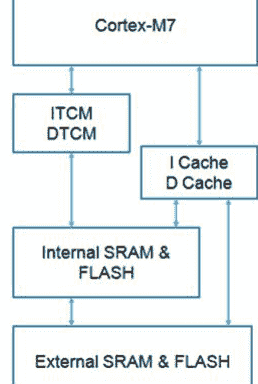 Cortex-M7
ITCM
DTCM
I Cache
D Cache
Internal SRAM &
FLASH
External SRAM & FLASH